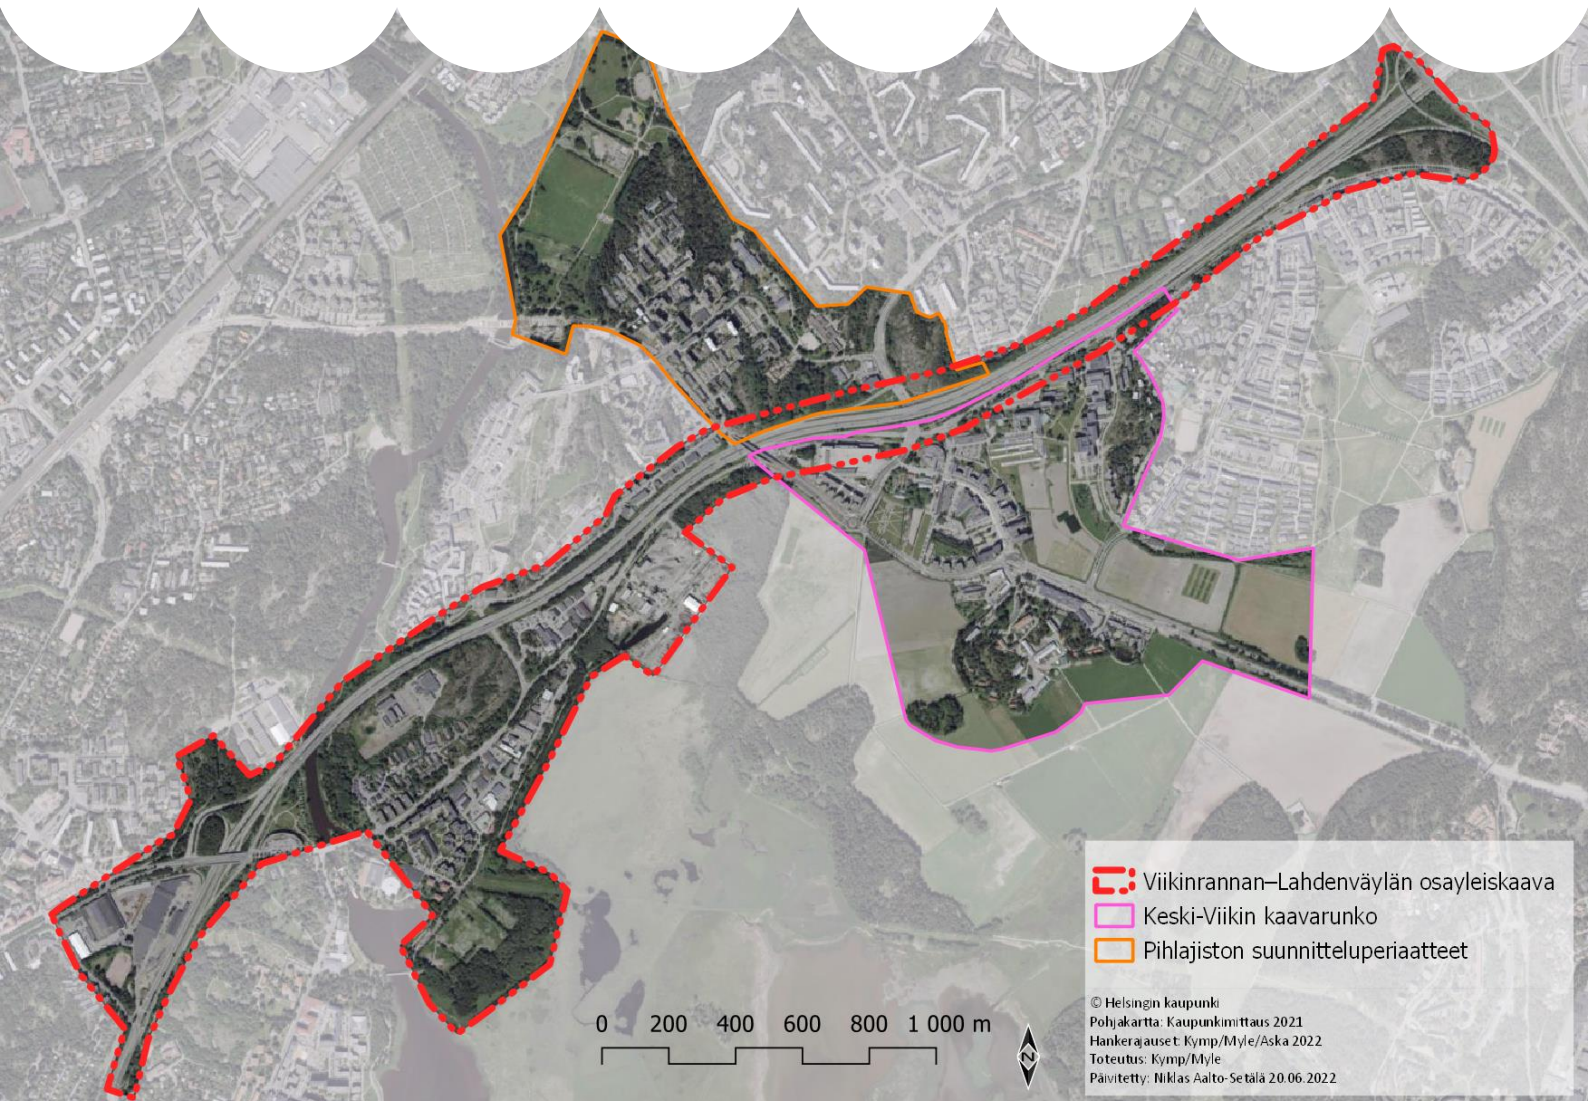 Viikinrannan–Lahdenväylän osayleiskaava
Keski-Viikin kaavarunko
Pihlajiston suunnitteluperiaatteet
© Helsingin kaupunki
Pohjakartta: Kaupunkimittaus 2021
Hankerajauset: Kymp/Myle/Aska 2022
Toteutus: Kymp/Myle
Päivitetty: Niklas Aalto-Setälä 20.06.2022
0 200 400 600 800 1 000 m
N